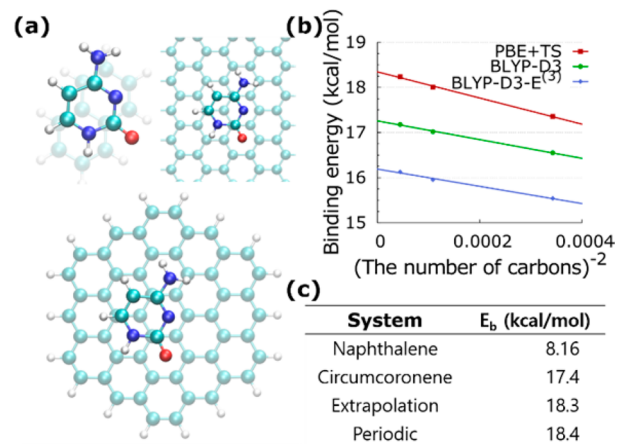 (a)
(b)
Binding energy (kcal/mol)
19
18
17
16
15
PBE+TS
BLYP-D3
BLYP-D3-E(3)
0 0.0002 0.0004
(The number of carbons)-2
(c)
System Eb (kcal/mol)
Naphthalene 8.16
Circumcoronene 17.4
Extrapolation 18.3
Periodic 18.4